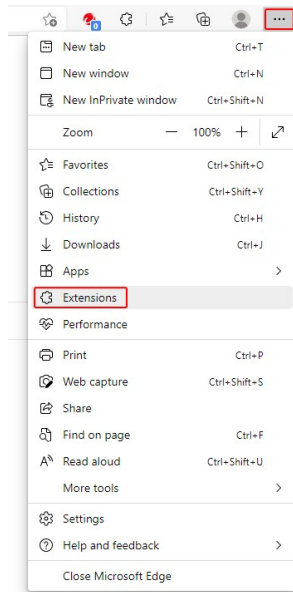 0
New tab Ctrl+T
New window Ctrl+N
New InPrivate window Ctrl+Shift+N
Zoom 100%
Favorites Ctrl+Shift+O
Collections Ctrl+Shift+Y
History Ctrl+H
Downloads Ctrl+J
Apps
Extensions
Performance
Print Ctrl+P
Web capture Ctrl+Shift+S
Share
Find on page Ctrl+F
Read aloud Ctrl+Shift+U
More tools
Settings
Help and feedback
Close Microsoft Edge